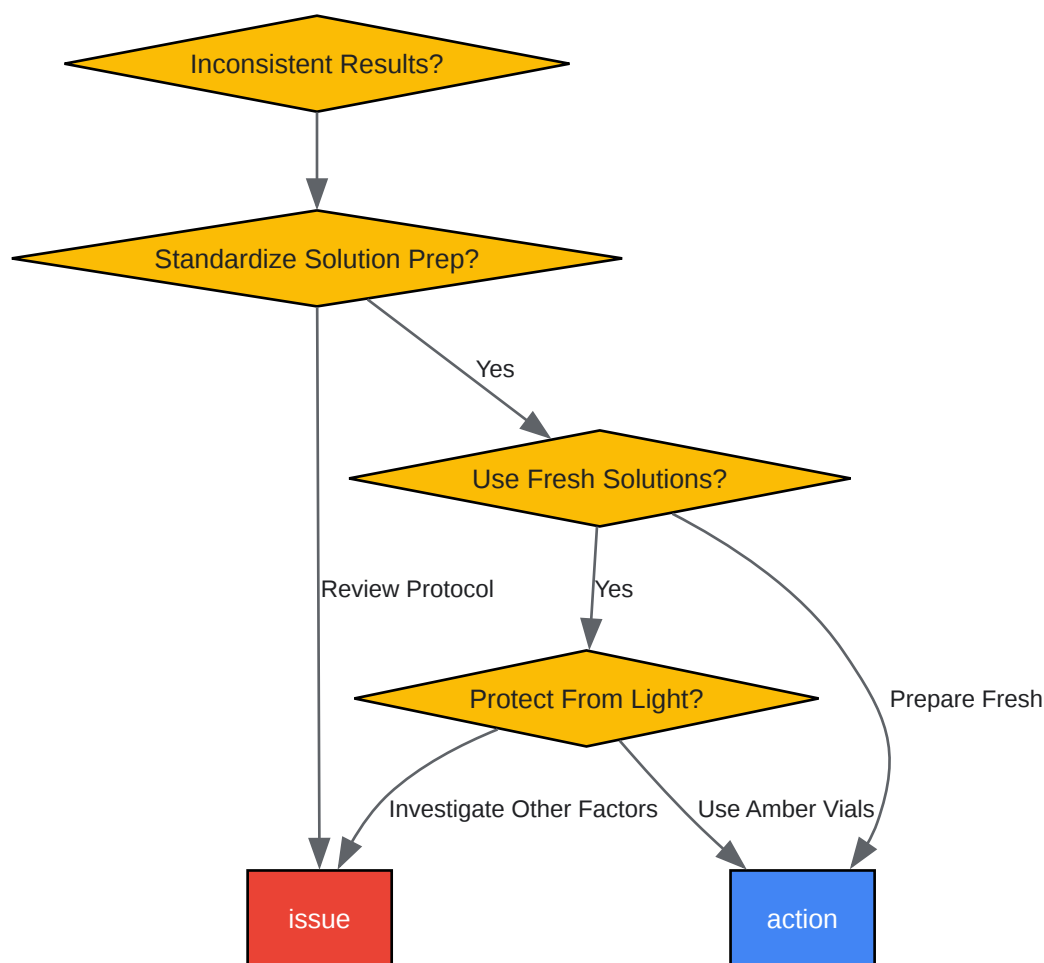 Inconsistent Results?
Standardize Solution Prep?
Yes
Use Fresh Solutions?
Review Protocol
Yes
Protect From Light?
Prepare Fresh
Investigate Other Factors
Use Amber Vials
issue
action